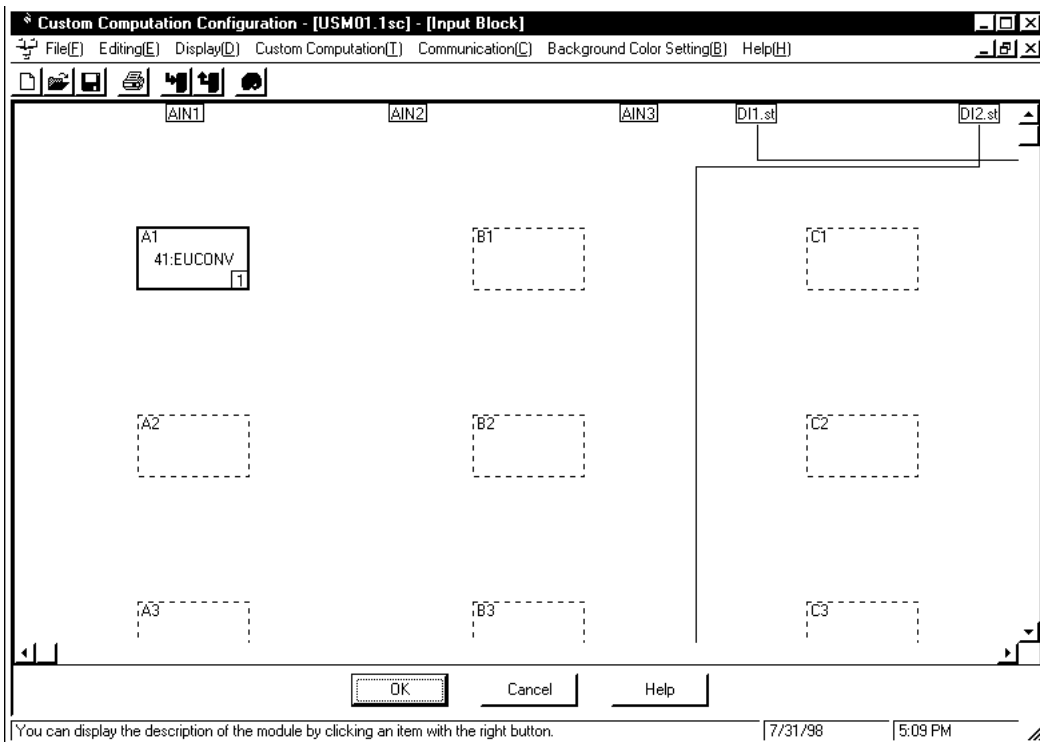 Custom Computation Configuration - [USM01.1sc] - [Input Block]
File(F) Editing(E) Display(D) Custom Computation(T) Communication(C) Background Color Setting(B) Help(H)
AIN1 AIN2 AIN3 DI1.st DI2.st
A1 B1 C1
41:EUCONV
1
A2 B2 C2
A3 B3 C3
OK Cancel Help
You can display the description of the module by clicking an item with the right button. 7/31/98 5:09 PM